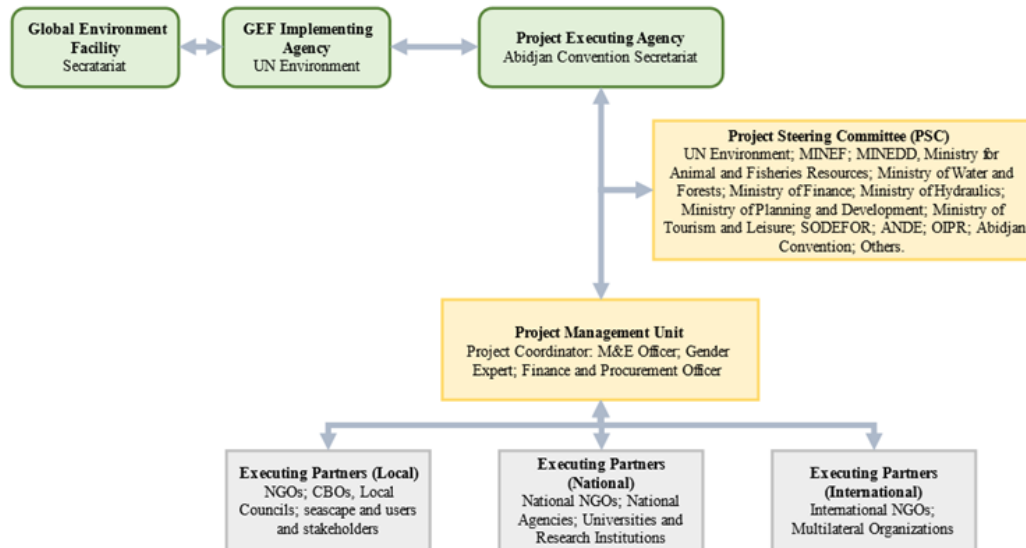 Global Environment
Facility
Secratariat
GEF Implementing
Agency
UN Environment
Project Executing Agency
Abidjan Convention Secretariat
Project Steering Committee (PSC)
UN Environment; MINEF; MINEDD, Ministry for
Animal and Fisheries Resources; Ministry of Water and
Forests; Ministry of Finance; Ministry of Hydraulics;
Ministry of Planning and Development; Ministry of
Tourism and Leisure; SODEFOR; ANDE; OIPR; Abidjan
Convention; Others.
Project Management Unit
Project Coordinator: M&E Officer; Gender
Expert; Finance and Procurement Officer
Executing Partners (Local)
NGOs; CBOs, Local
Councils; seascape and users
and stakeholders
Executing Partners
(National)
National NGOs; National
Agencies; Universities and
Research Institutions
Executing Partners
(International)
International NGOs;
Multilateral Organizations